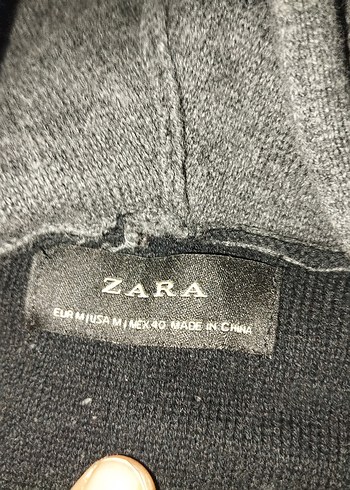 ZARA
EUR M | USA M | MEX 40 MADE IN CHINA